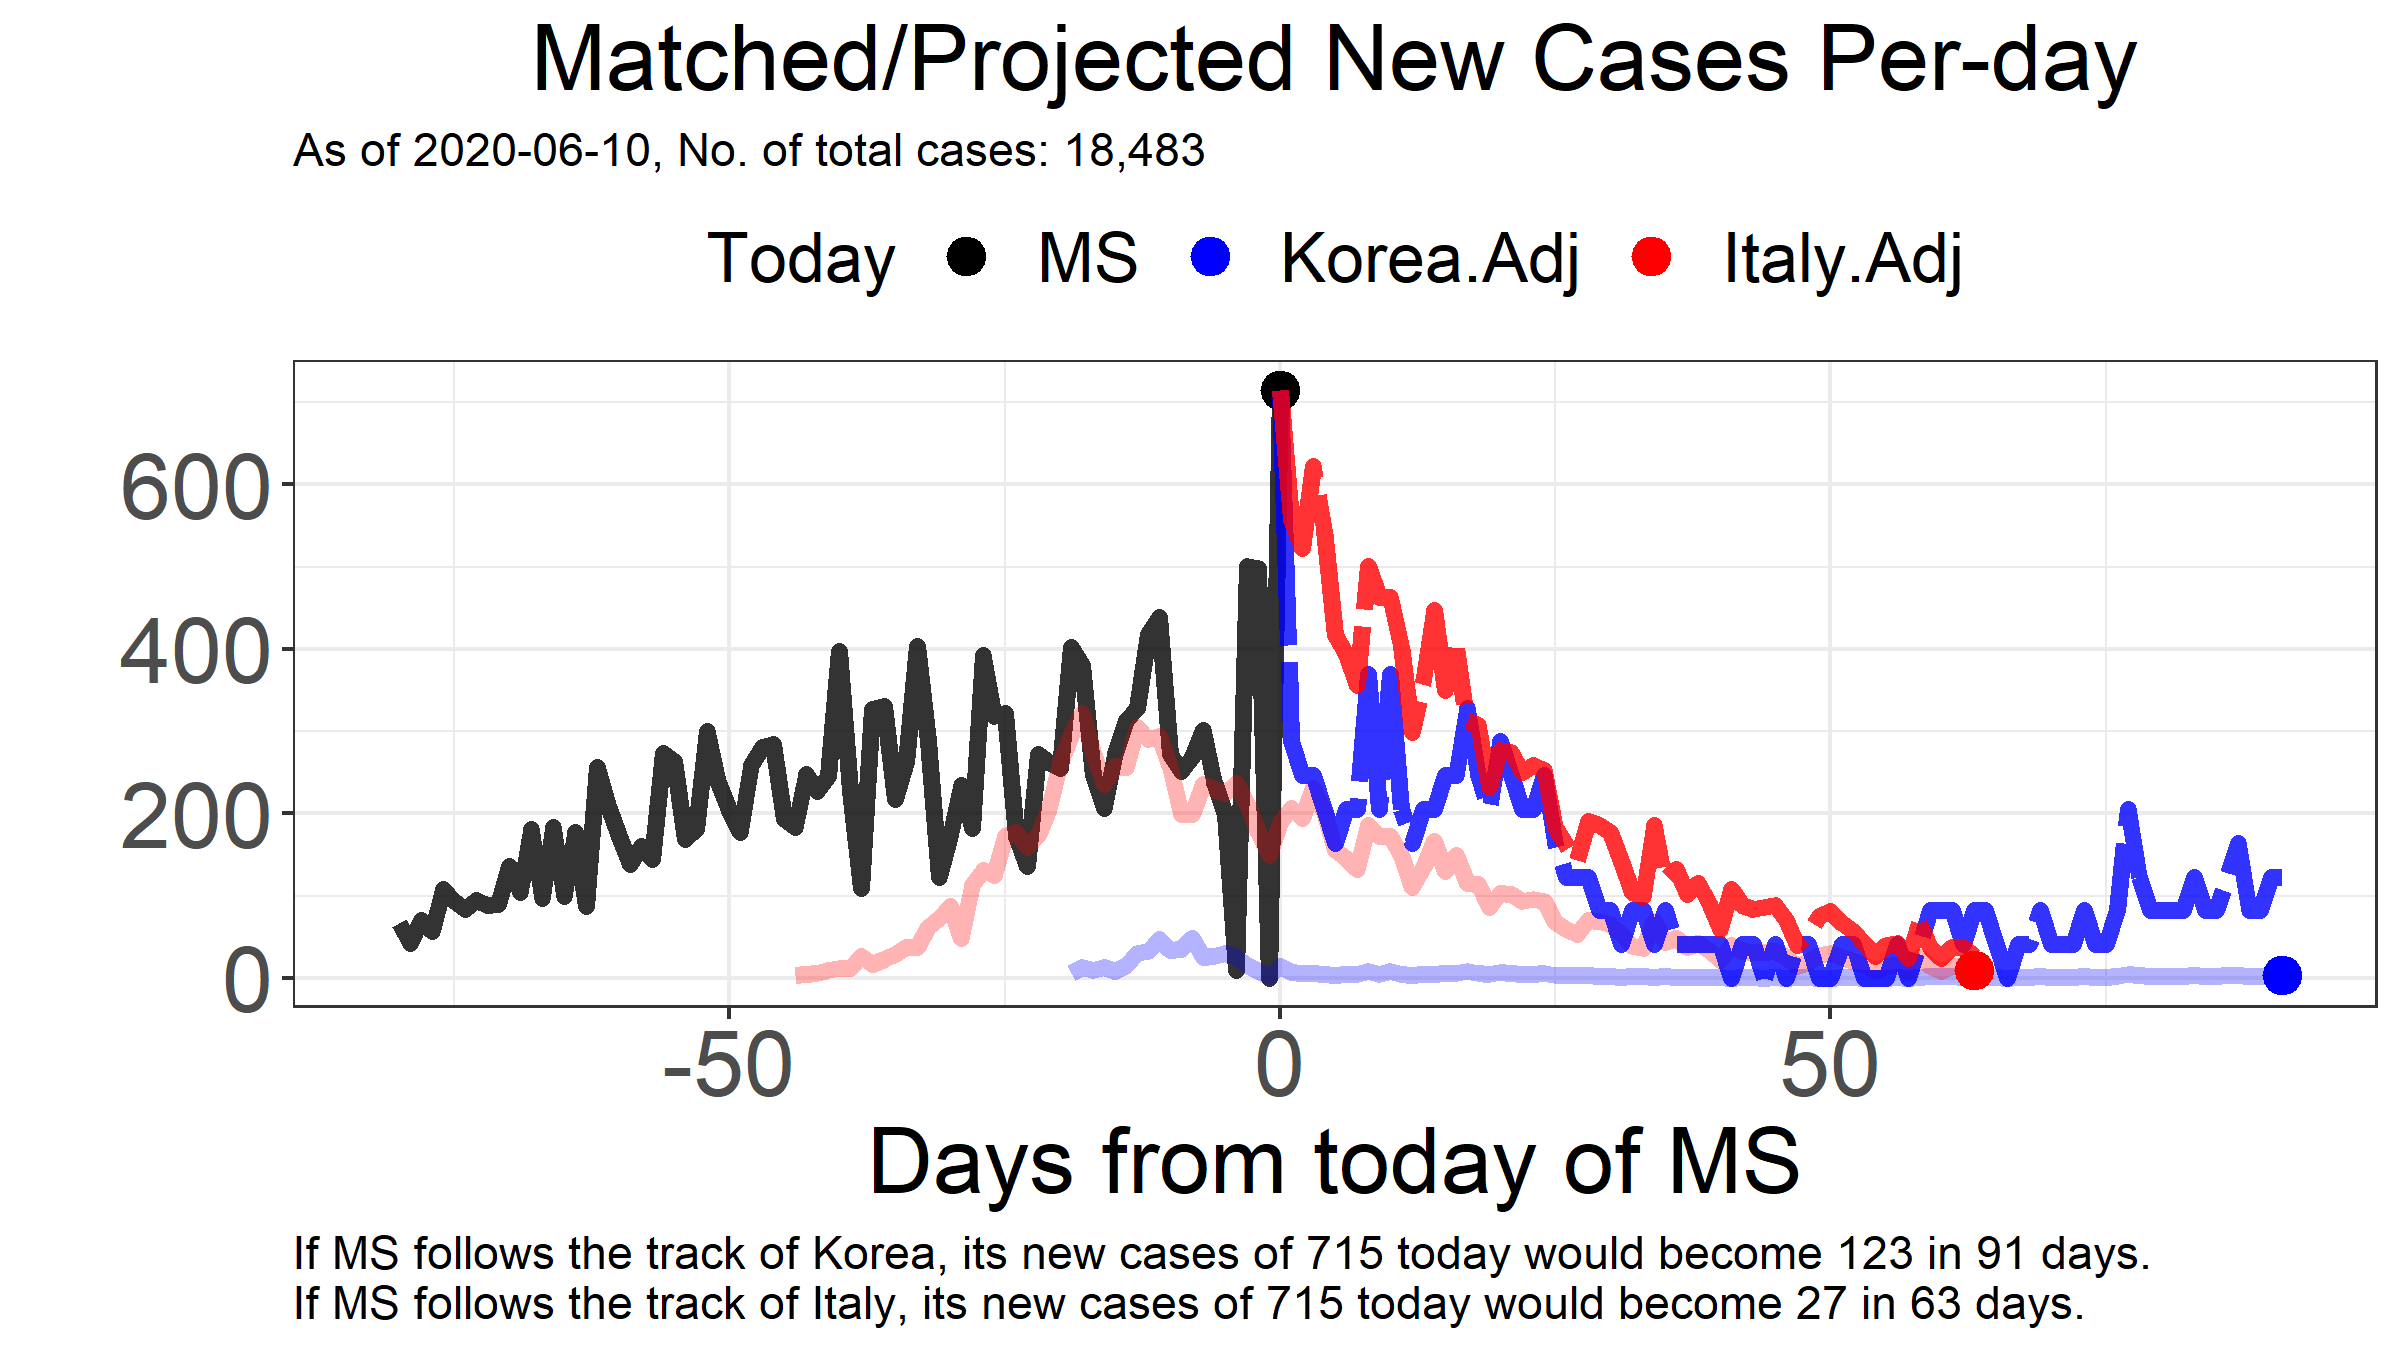 Matched/Projected New Cases Per-day
As of 2020-06-10, No. of total cases: 18,483
Today MS Korea.Adj Italy.Adj
600
400
200
0
-50 0 50
Days from today of MS
If MS follows the track of Korea, its new cases of 715 today would become 123 in 91 days.
If MS follows the track of Italy, its new cases of 715 today would become 27 in 63 days.